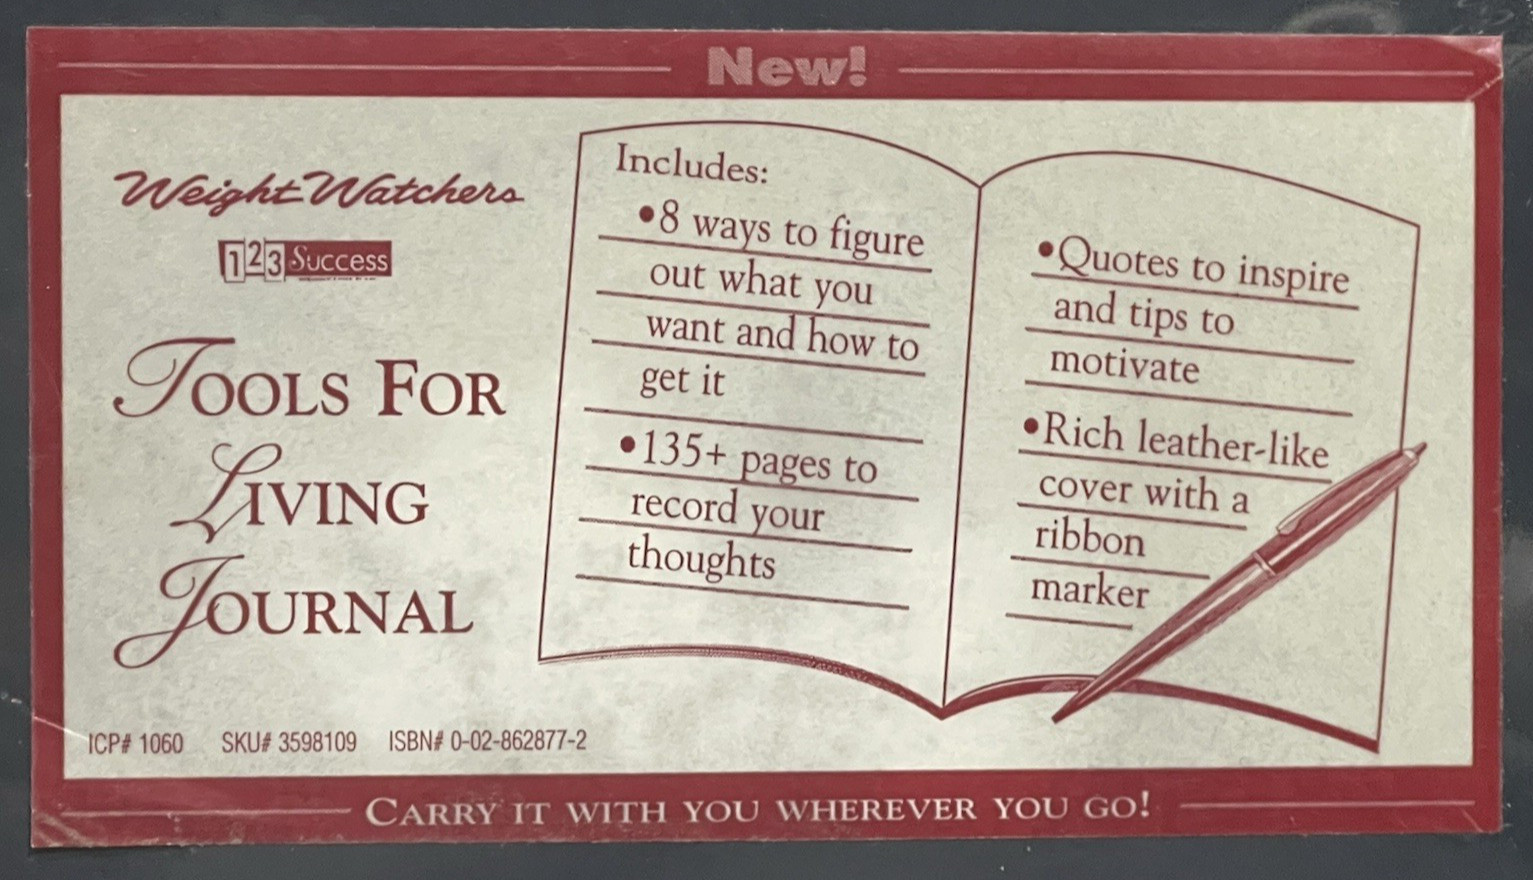 New!
Weight Watchers
123 Success
TOOLS FOR
LIVING
JOURNAL
ICP# 1060 SKU# 3598109 ISBN# 0-02-862877-2
Includes:
•8 ways to figure
out what you
want and how to
get it
•135+ pages to
record your
thoughts
•Quotes to inspire
and tips to
motivate
•Rich leather-like
cover with a
ribbon
marker
CARRY IT WITH YOU WHEREVER YOU GO!